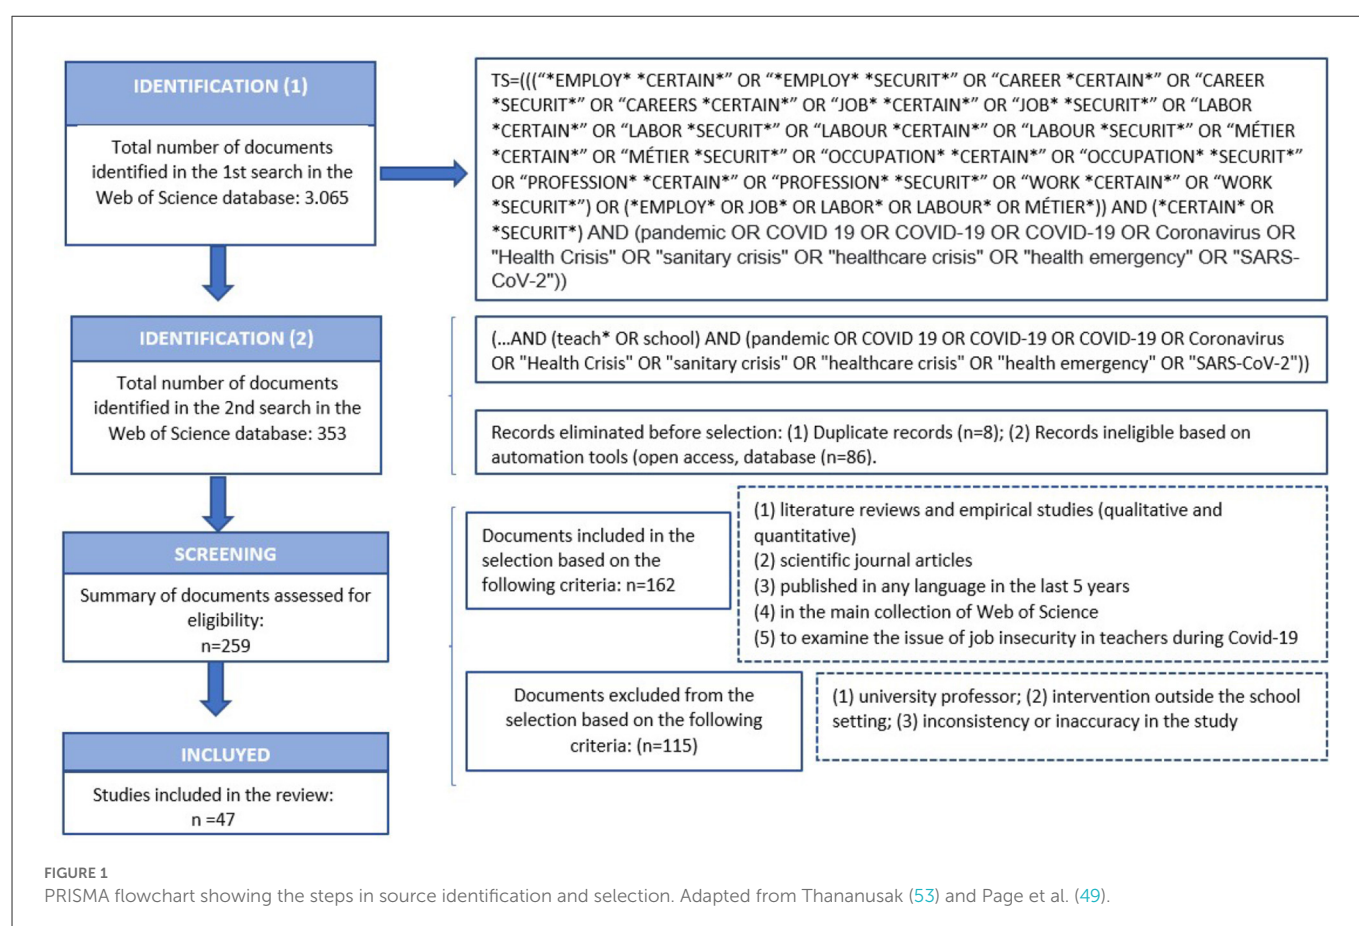 IDENTIFICATION (1)
Total number of documents
identified in the 1st search in the
Web of Science database: 3.065
TS=(((“*EMPLOY* *CERTAIN*” OR “*EMPLOY* *SECURIT*” OR “CAREER *CERTAIN*” OR “CAREER
*SECURIT*” OR “CAREERS *CERTAIN*” OR “JOB* *CERTAIN*” OR “JOB* *SECURIT*” OR “LABOR
*CERTAIN*” OR “LABOR *SECURIT*” OR “LABOUR *CERTAIN*” OR “LABOUR *SECURIT*” OR “MÉTIER
*CERTAIN*” OR “MÉTIER *SECURIT*” OR “OCCUPATION* *CERTAIN*” OR “OCCUPATION* *SECURIT*”
OR “PROFESSION* *CERTAIN*” OR “PROFESSION* *SECURIT*” OR “WORK *CERTAIN*” OR “WORK
*SECURIT*”) OR (*EMPLOY* OR JOB* OR LABOR* OR LABOUR* OR MÉTIER*)) AND (*CERTAIN* OR
*SECURIT*) AND (pandemic OR COVID 19 OR COVID-19 OR COVID-19 OR Coronavirus OR
"Health Crisis" OR "sanitary crisis" OR "healthcare crisis" OR "health emergency" OR "SARS-
CoV-2"))
IDENTIFICATION (2)
Total number of documents
identified in the 2nd search in the
Web of Science database: 353
(...AND (teach* OR school) AND (pandemic OR COVID 19 OR COVID-19 OR COVID-19 OR Coronavirus
OR "Health Crisis" OR "sanitary crisis" OR "healthcare crisis" OR "health emergency" OR "SARS-CoV-2"))
Records eliminated before selection: (1) Duplicate records (n=8); (2) Records ineligible based on
automation tools (open access, database (n=86).
SCREENING
Summary of documents assessed for
eligibility:
n=259
Documents included in the
selection based on the
following criteria: n=162
(1) literature reviews and empirical studies (qualitative and
quantitative)
(2) scientific journal articles
(3) published in any language in the last 5 years
(4) in the main collection of Web of Science
(5) to examine the issue of job insecurity in teachers during Covid-19
Documents excluded from the
selection based on the following
criteria: (n=115)
(1) university professor; (2) intervention outside the school
setting; (3) inconsistency or inaccuracy in the study
INCLUYED
Studies included in the review:
n =47
FIGURE 1
PRISMA flowchart showing the steps in source identification and selection. Adapted from Thananusak (53) and Page et al. (49).